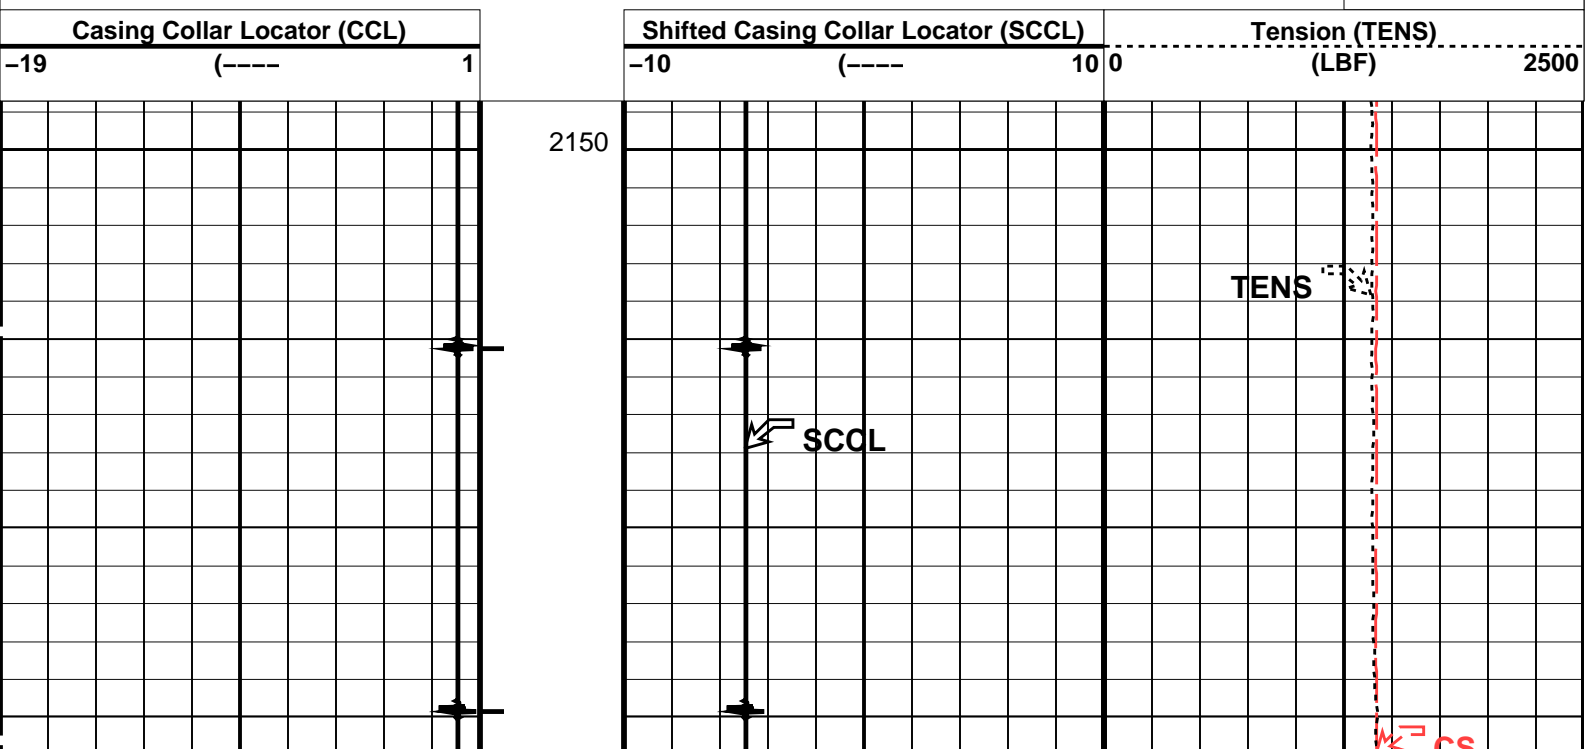 Casing Collar Locator (CCL)
−19 (−−−− 1
Shifted Casing Collar Locator (SCCL)
−10 (−−−− 10
Tension (TENS)
0 (LBF) 2500
2150
TENS
SCCL
CS